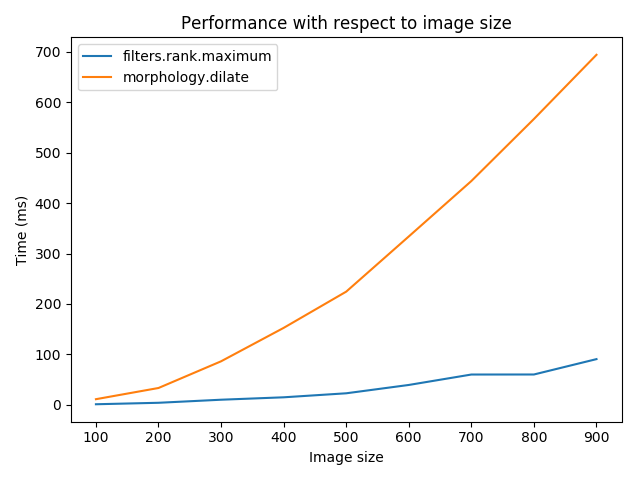 Performance with respect to image size
filters.rank.maximum
morphology.dilate
Time (ms)
700
600
500
400
300
200
100
0
100 200 300 400 500 600 700 800 900
Image size